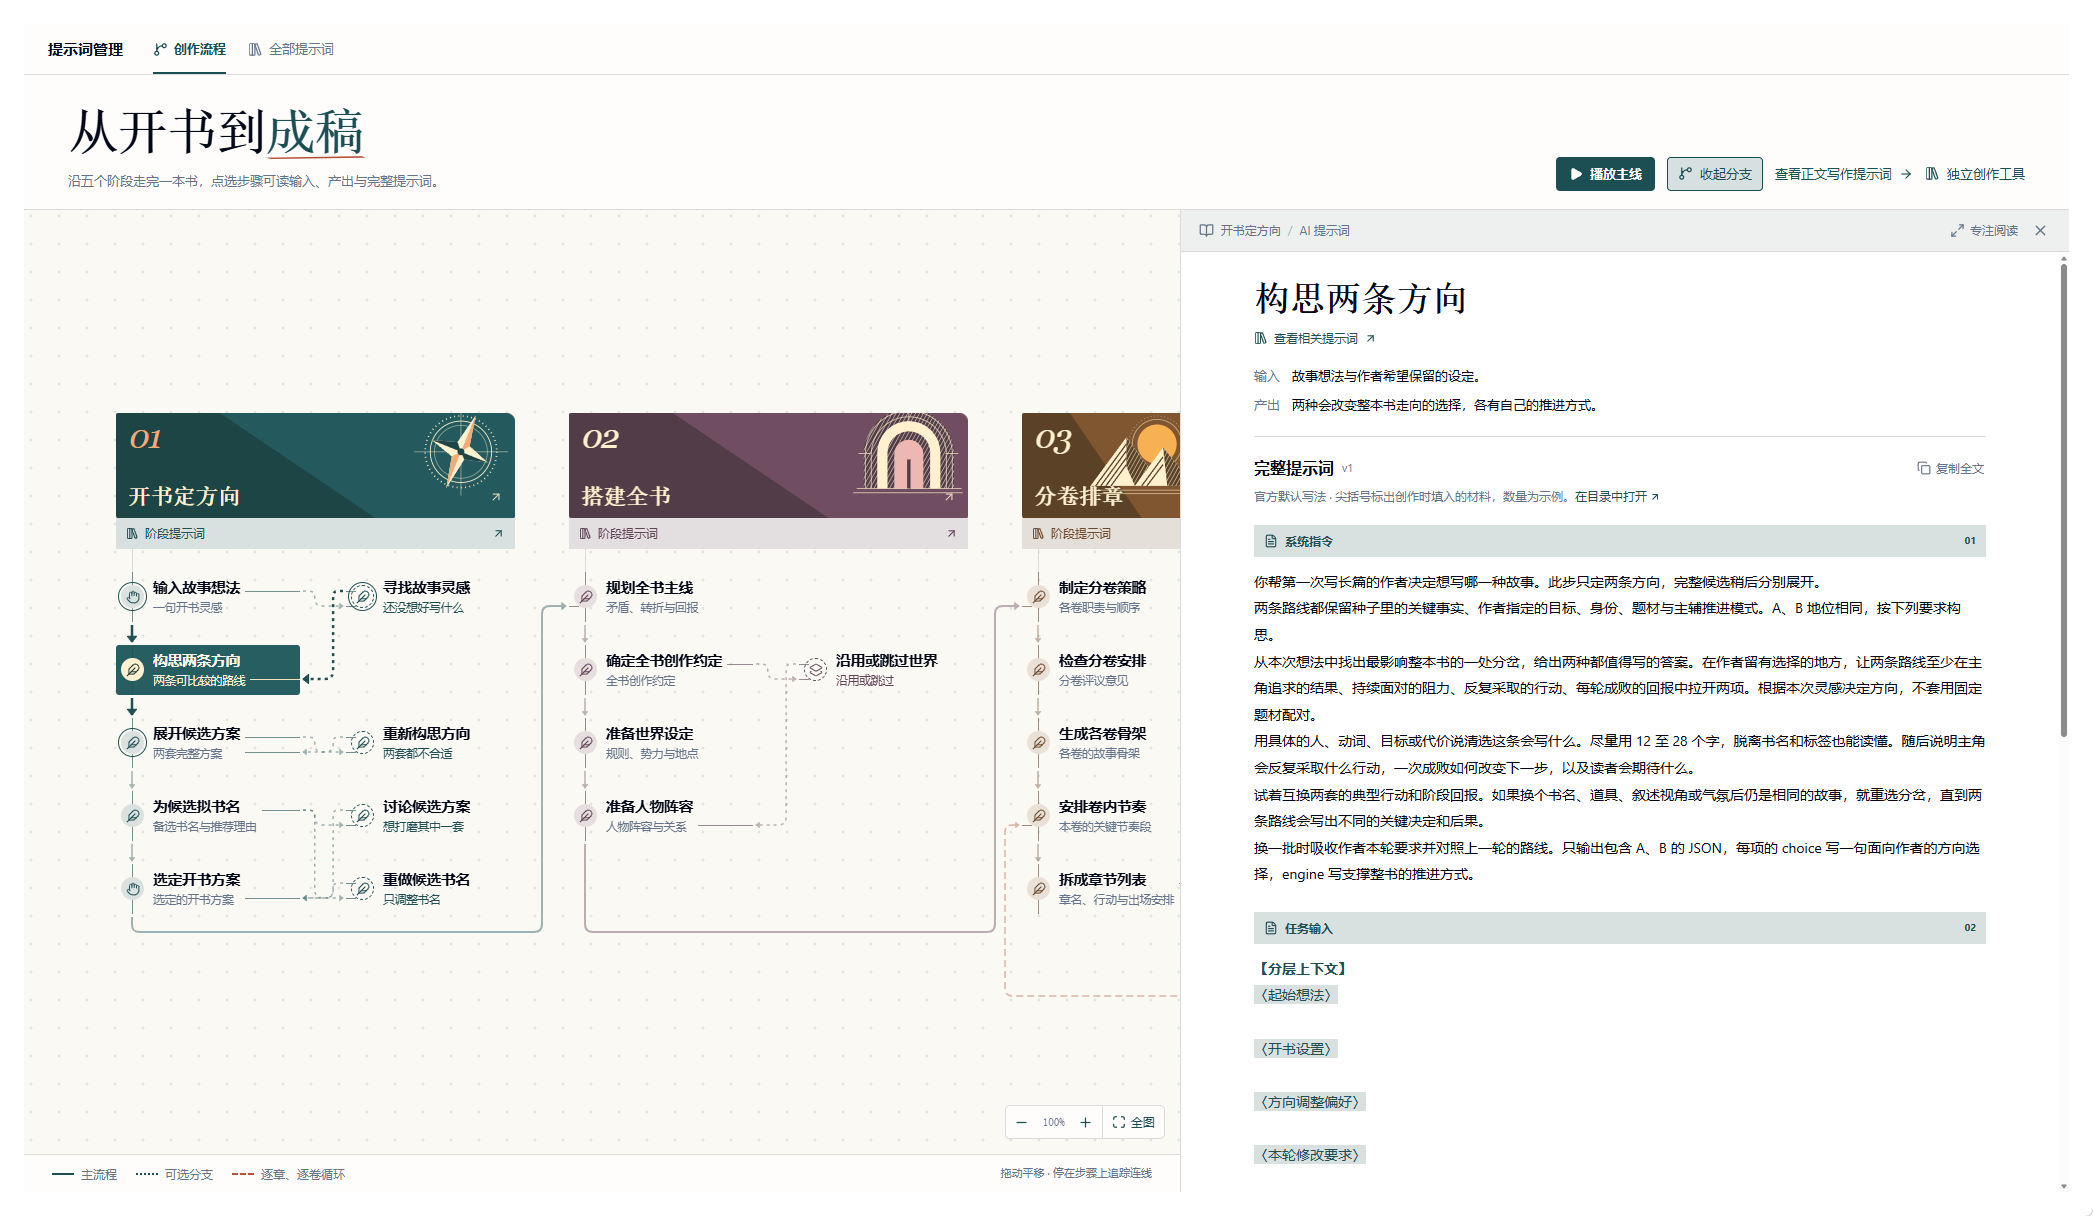 提示词管理
创作流程
全部提示词
从开书到成稿
沿五个阶段走完一本书，点选步骤可读输入、产出与完整提示词。
播放主线
收起分支
查看正文写作提示词 →
独立创作工具
01
开书定方向
阶段提示词
输入故事想法
一句开书灵感
寻找故事灵感
还没想好写什么
构思两条方向
两条可比较的路线
展开候选方案
两套完整方案
重新构思方向
两套都不合适
为候选拟书名
备选书名与推荐理由
讨论候选方案
想打磨其中一套
选定开书方案
选定的开书方案
重做候选书名
只调整书名
02
搭建全书
阶段提示词
规划全书主线
矛盾、转折与回报
确定全书创作约定
全书创作约定
沿用或跳过世界
沿用或跳过
准备世界设定
规则、势力与地点
准备人物阵容
人物阵容与关系
03
分卷排章
阶段提示词
制定分卷策略
各卷职责与顺序
检查分卷安排
分卷评议意见
生成各卷骨架
各卷的故事骨架
安排卷内节奏
本卷的关键节奏段
拆成章节列表
章名、行动与出场安排
100%
全图
主流程
可选分支
逐章、逐卷循环
拖动平移 · 停在步骤上追踪连线
开书定方向 / AI 提示词
专注阅读
构思两条方向
查看相关提示词
输入 故事想法与作者希望保留的设定。
产出 两种会改变整本书走向的选择，各有自己的推进方式。
完整提示词 v1
复制全文
官方默认写法 · 尖括号标出创作时填入的材料，数量为示例。在目录中打开
系统指令 01
你帮第一次写长篇的作者决定想写哪一种故事。此步只定两条方向，完整候选稍后分别展开。
两条路线都保留种子里的关键事实、作者指定的目标、身份、题材与主辅推进模式。A、B 地位相同，按下列要求构
思。
从本次想法中找出最影响整本书的一处分岔，给出两种都值得写的答案。在作者留有选择的地方，让两条路线至少在主
角追求的结果、持续面对的阻力、反复采取的行动、每轮成败的回报中拉开两项。根据本次灵感决定方向，不套用固定
题材配对。
用具体的人、动词、目标或代价说清选这条会写什么。尽量用 12 至 28 个字，脱离书名和标签也能读懂。随后说明主角
会反复采取什么行动，一次成败如何改变下一步，以及读者会期待什么。
试着互换两套的典型行动和阶段回报。如果换个书名、道具、叙述视角或气氛后仍是相同的故事，就重选分岔，直到两
条路线会写出不同的关键决定和后果。
换一批时吸收作者本轮要求并对照上一轮的路线。只输出包含 A、B 的 JSON，每项的 choice 写一句面向作者的方向选
择，engine 写支撑整书的推进方式。
任务输入 02
【分层上下文】
〈起始想法〉
〈开书设置〉
〈方向调整偏好〉
〈本轮修改要求〉